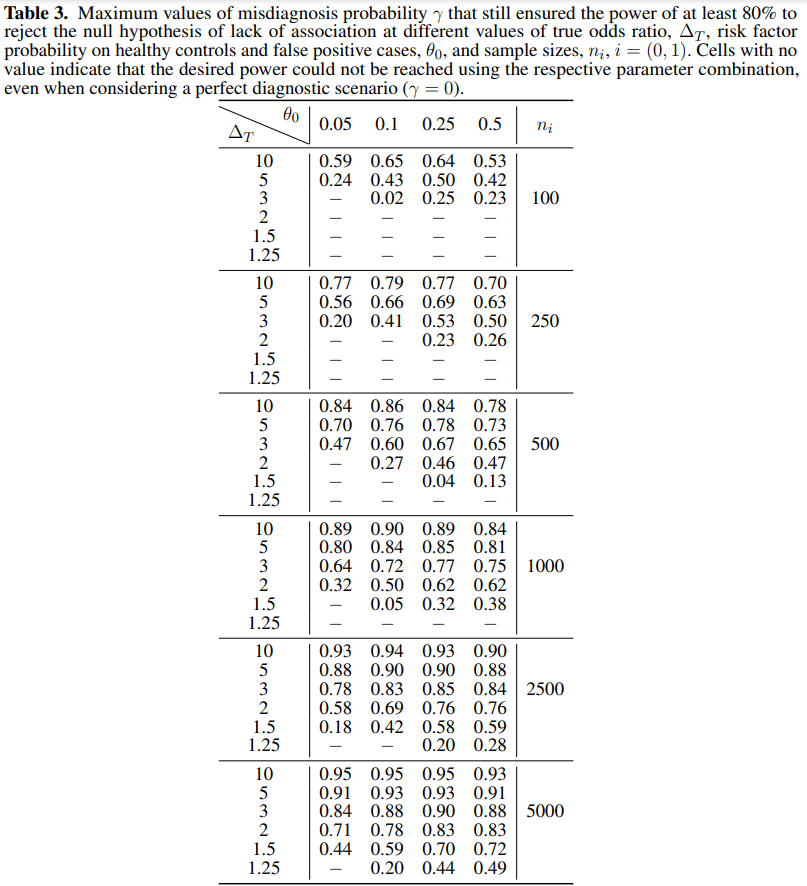 Table 3. Maximum values of misdiagnosis probability γ that still ensured the power of at least 80% to
reject the null hypothesis of lack of association at different values of true odds ratio, Δ_T, risk factor
probability on healthy controls and false positive cases, θ_0, and sample sizes, n_i, i = (0, 1). Cells with no
value indicate that the desired power could not be reached using the respective parameter combination,
even when considering a perfect diagnostic scenario (γ = 0).
θ_0
Δ_T 0.05 0.1 0.25 0.5 n_i
10 0.59 0.65 0.64 0.53
5 0.24 0.43 0.50 0.42
3 – 0.02 0.25 0.23 100
2 – – – –
1.5 – – – –
1.25 – – – –
10 0.77 0.79 0.77 0.70
5 0.56 0.66 0.69 0.63
3 0.20 0.41 0.53 0.50 250
2 – – 0.23 0.26
1.5 – – – –
1.25 – – – –
10 0.84 0.86 0.84 0.78
5 0.70 0.76 0.78 0.73
3 0.47 0.60 0.67 0.65 500
2 – 0.27 0.46 0.47
1.5 – – 0.04 0.13
1.25 – – – –
10 0.89 0.90 0.89 0.84
5 0.80 0.84 0.85 0.81
3 0.64 0.72 0.77 0.75 1000
2 0.32 0.50 0.62 0.62
1.5 – 0.05 0.32 0.38
1.25 – – – –
10 0.93 0.94 0.93 0.90
5 0.88 0.90 0.90 0.88
3 0.78 0.83 0.85 0.84 2500
2 0.58 0.69 0.76 0.76
1.5 0.18 0.42 0.58 0.59
1.25 – – 0.20 0.28
10 0.95 0.95 0.95 0.93
5 0.91 0.93 0.93 0.91
3 0.84 0.88 0.90 0.88 5000
2 0.71 0.78 0.83 0.83
1.5 0.44 0.59 0.70 0.72
1.25 – 0.20 0.44 0.49